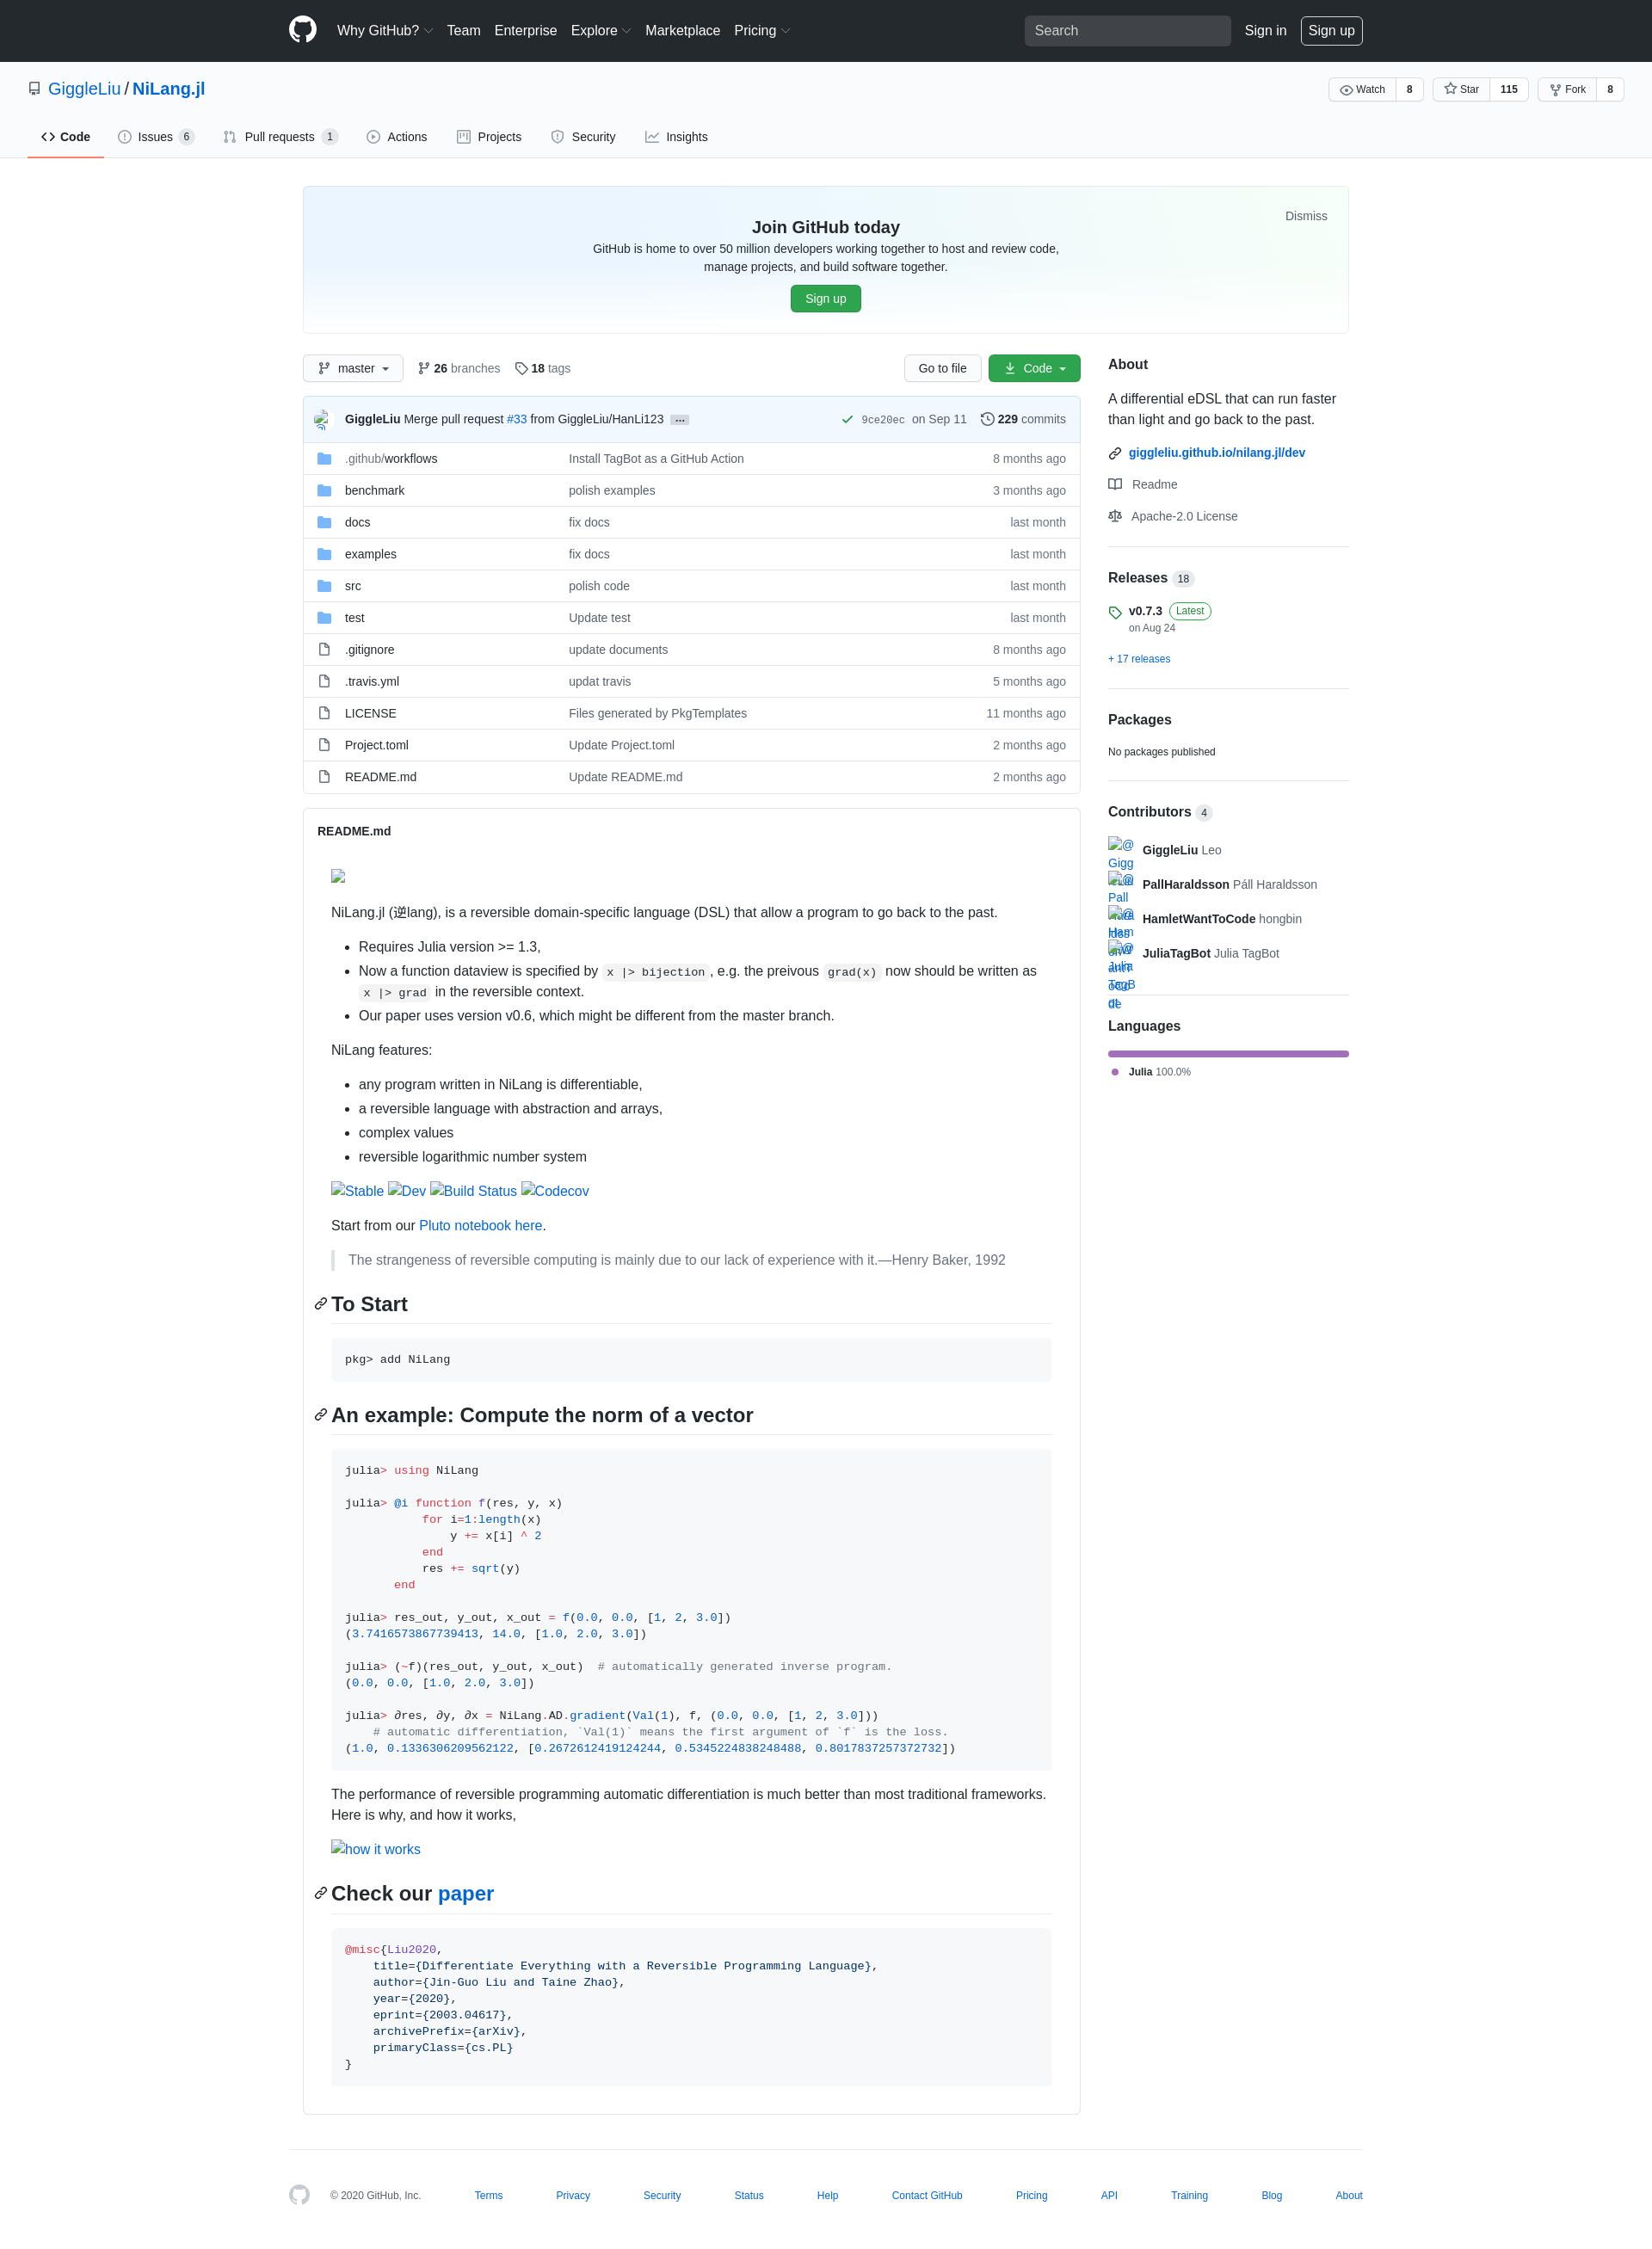 Why GitHub? Team Enterprise Explore Marketplace Pricing Search Sign in Sign up
GiggleLiu / NiLang.jl Watch 8 Star 115 Fork 8
Code Issues 6 Pull requests 1 Actions Projects Security Insights
Dismiss
Join GitHub today
GitHub is home to over 50 million developers working together to host and review code,
manage projects, and build software together.
Sign up
master 26 branches 18 tags Go to file Code
GiggleLiu Merge pull request #33 from GiggleLiu/HanLi123 … 9ce20ec on Sep 11 229 commits
.github/workflows Install TagBot as a GitHub Action 8 months ago
benchmark polish examples 3 months ago
docs fix docs last month
examples fix docs last month
src polish code last month
test Update test last month
.gitignore update documents 8 months ago
.travis.yml updat travis 5 months ago
LICENSE Files generated by PkgTemplates 11 months ago
Project.toml Update Project.toml 2 months ago
README.md Update README.md 2 months ago
README.md
NiLang.jl (逆lang), is a reversible domain-specific language (DSL) that allow a program to go back to the past.
Requires Julia version >= 1.3,
Now a function dataview is specified by x |> bijection, e.g. the preivous grad(x) now should be written as
x |> grad in the reversible context.
Our paper uses version v0.6, which might be different from the master branch.
NiLang features:
any program written in NiLang is differentiable,
a reversible language with abstraction and arrays,
complex values
reversible logarithmic number system
Stable Dev Build Status Codecov
Start from our Pluto notebook here.
The strangeness of reversible computing is mainly due to our lack of experience with it.—Henry Baker, 1992
To Start
pkg> add NiLang
An example: Compute the norm of a vector
julia> using NiLang
julia> @i function f(res, y, x)
for i=1:length(x)
y += x[i] ^ 2
end
res += sqrt(y)
end
julia> res_out, y_out, x_out = f(0.0, 0.0, [1, 2, 3.0])
(3.7416573867739413, 14.0, [1.0, 2.0, 3.0])
julia> (~f)(res_out, y_out, x_out)  # automatically generated inverse program.
(0.0, 0.0, [1.0, 2.0, 3.0])
julia> ∂res, ∂y, ∂x = NiLang.AD.gradient(Val(1), f, (0.0, 0.0, [1, 2, 3.0]))
# automatic differentiation, `Val(1)` means the first argument of `f` is the loss.
(1.0, 0.1336306209562122, [0.2672612419124244, 0.5345224838248488, 0.8017837257372732])
The performance of reversible programming automatic differentiation is much better than most traditional frameworks.
Here is why, and how it works,
how it works
Check our paper
@misc{Liu2020,
title={Differentiate Everything with a Reversible Programming Language},
author={Jin-Guo Liu and Taine Zhao},
year={2020},
eprint={2003.04617},
archivePrefix={arXiv},
primaryClass={cs.PL}
}
About
A differential eDSL that can run faster
than light and go back to the past.
giggleliu.github.io/nilang.jl/dev
Readme
Apache-2.0 License
Releases 18
v0.7.3 Latest
on Aug 24
+ 17 releases
Packages
No packages published
Contributors 4
GiggleLiu Leo
PallHaraldsson Páll Haraldsson
HamletWantToCode hongbin
JuliaTagBot Julia TagBot
Languages
Julia 100.0%
© 2020 GitHub, Inc. Terms Privacy Security Status Help Contact GitHub Pricing API Training Blog About